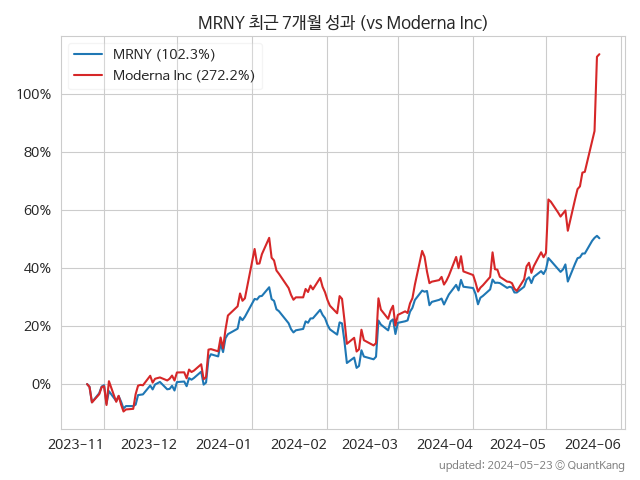 MRNY 최근 7개월 성과 (vs Moderna Inc)
MRNY (102.3%)
Moderna Inc (272.2%)
100%
80%
60%
40%
20%
0%
2023-11 2023-12 2024-01 2024-02 2024-03 2024-04 2024-05 2024-06
updated: 2024-05-23 © QuantKang